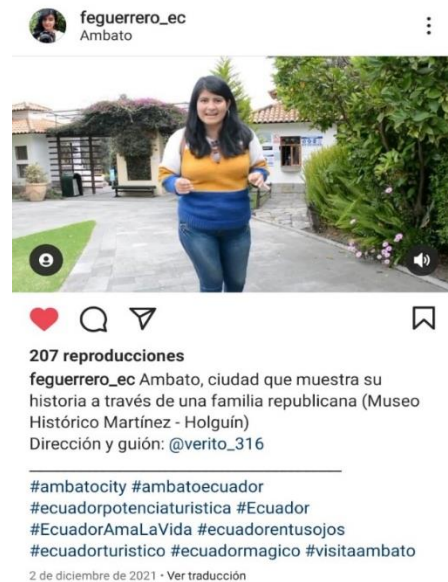 feguerrero_ec
Ambato
207 reproducciones
feguerrero_ec Ambato, ciudad que muestra su
historia a través de una familia republicana (Museo
Histórico Martínez - Holguín)
Dirección y guión: @verito_316
#ambatocity #ambatoecuador
#ecuadorpotenciaturistica #Ecuador
#EcuadorAmaLaVida #ecuadorentusojos
#ecuadorturistico #ecuadormagico #visitaambato
2 de diciembre de 2021 · Ver traducción